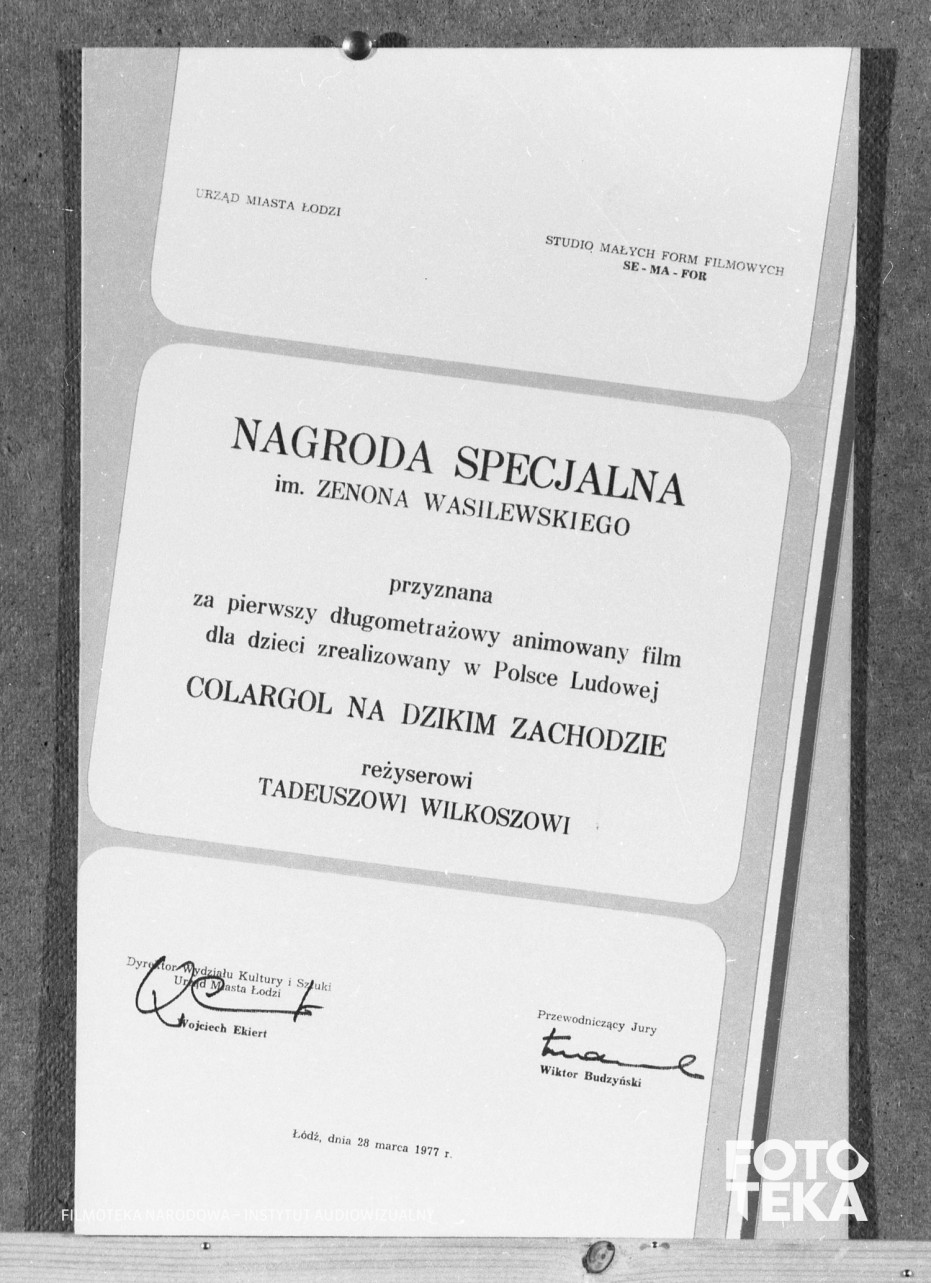 URZĄD MIASTA ŁODZI
STUDIO MAŁYCH FORM FILMOWYCH
SE - MA - FOR
NAGRODA SPECJALNA
im. ZENONA WASILEWSKIEGO
przyznana
za pierwszy długometrażowy animowany film
dla dzieci zrealizowany w Polsce Ludowej
COLARGOL NA DZIKIM ZACHODZIE
reżyserowi
TADEUSZOWI WILKOSZOWI
Dyrektor Wydziału Kultury i Sztuki
Urząd Miasta Łodzi
Wojciech Ekiert
Przewodniczący Jury
Wiktor Budzyński
Łódź, dnia 28 marca 1977 r.
FOTO
TEKA
FILMOTEKA NARODOWA - INSTYTUT AUDIOWIZUALNY